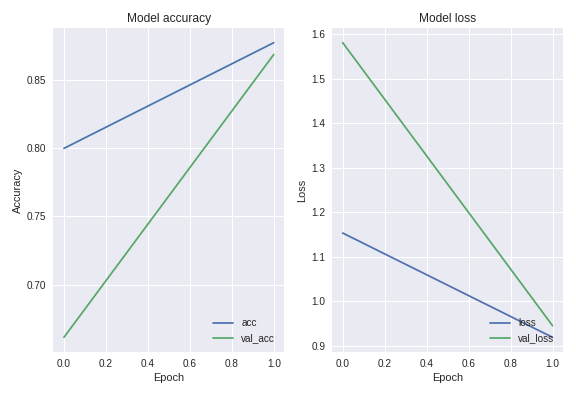 Model accuracy
Accuracy
0.85
0.80
0.75
0.70
0.0 0.2 0.4 0.6 0.8 1.0
Epoch
acc
val_acc
Model loss
Loss
1.6
1.5
1.4
1.3
1.2
1.1
1.0
0.9
0.0 0.2 0.4 0.6 0.8 1.0
Epoch
loss
val_loss